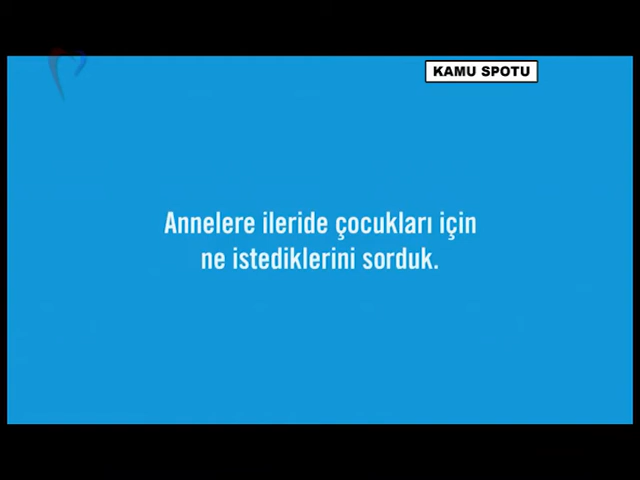 KAMU SPOTU
Annelere ileride çocukları için
ne istediklerini sorduk.